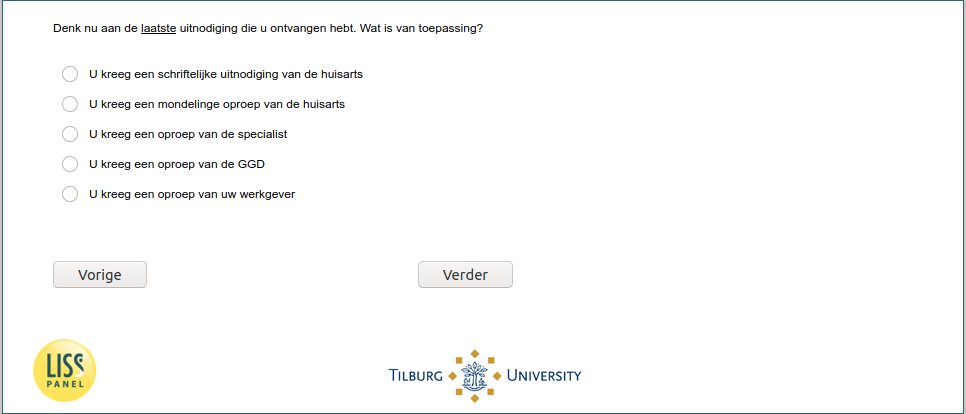 Denk nu aan de laatste uitnodiging die u ontvangen hebt. Wat is van toepassing?
U kreeg een schriftelijke uitnodiging van de huisarts
U kreeg een mondelinge oproep van de huisarts
U kreeg een oproep van de specialist
U kreeg een oproep van de GGD
U kreeg een oproep van uw werkgever
Vorige
Verder
LISS
PANEL
TILBURG UNIVERSITY